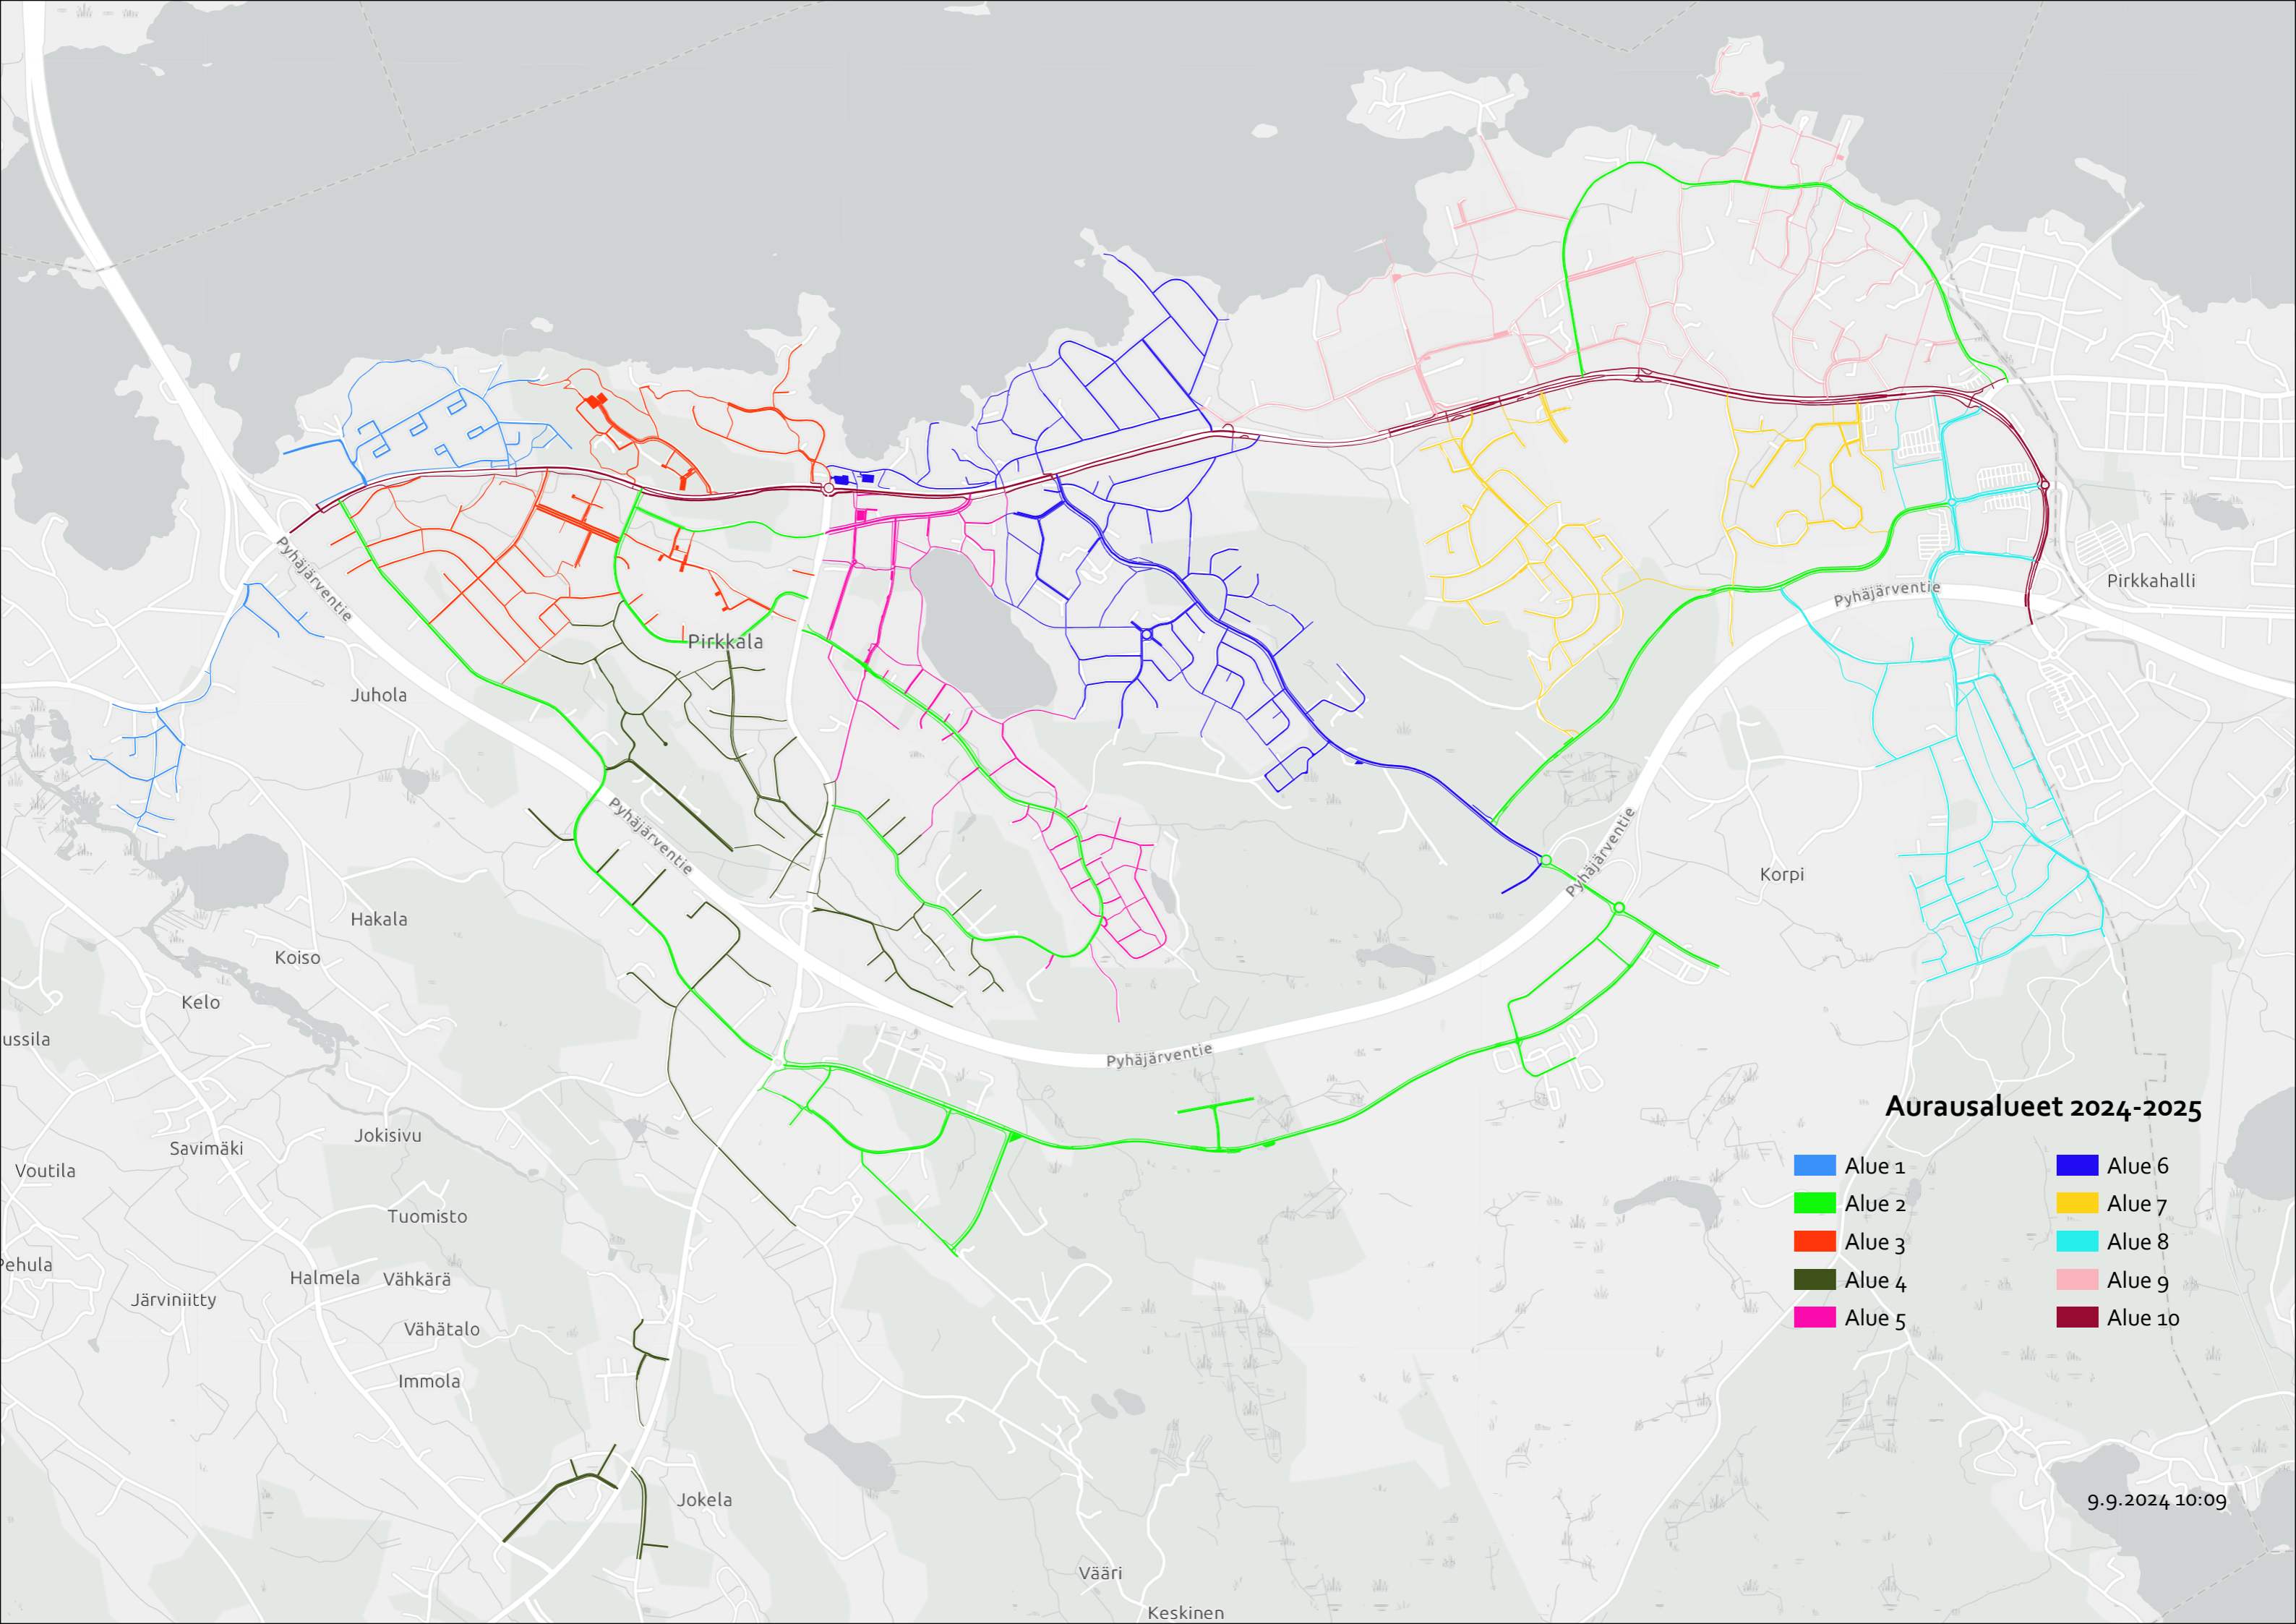 Pyhäjärventie
Pirkkahalli
Pyhäjärventie
Pirkkala
Juhola
Pyhäjärventie
Pyhäjärventie
Korpi
Hakala
Koiso
Kelo
ussila
Pyhäjärventie
Jokisivu
Savimäki
Voutila
Tuomisto
Pehula
Halmela
Vähkärä
Järviniitty
Vähätalo
Immola
Jokela
Vääri
Keskinen
Aurausalueet 2024-2025
Alue 1
Alue 2
Alue 3
Alue 4
Alue 5
Alue 6
Alue 7
Alue 8
Alue 9
Alue 10
9.9.2024 10:09